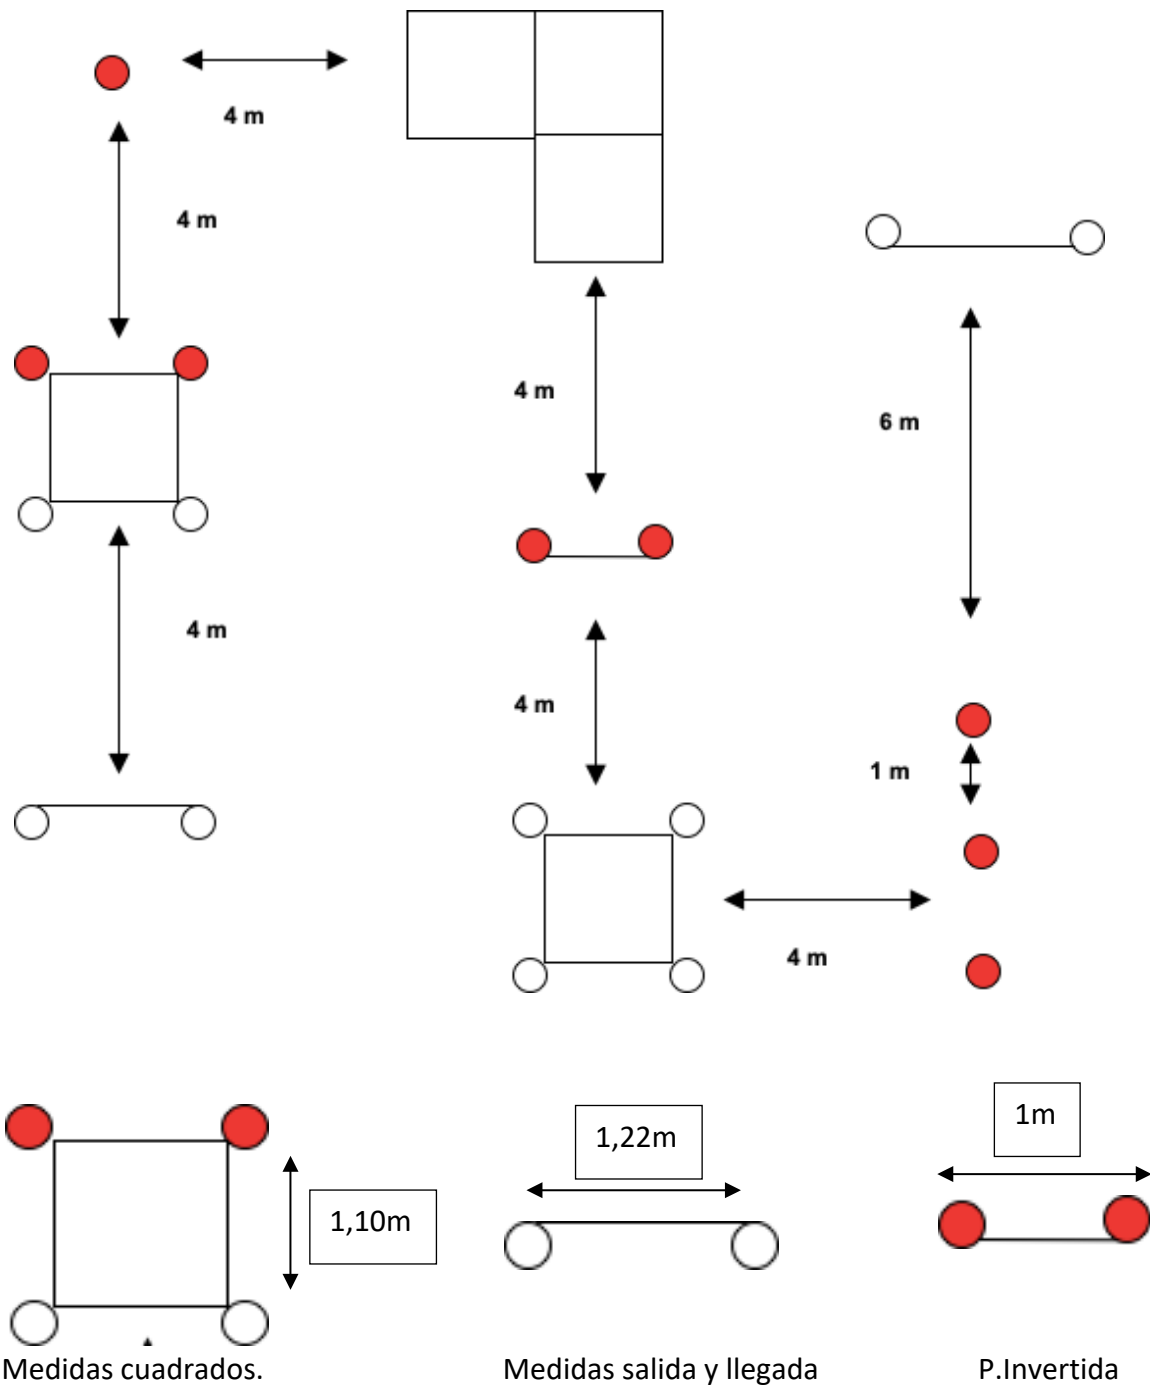 4 m
4 m
4 m
6 m
4 m
4 m
1 m
4 m
1m
1,22m
1,10m
Medidas cuadrados.
Medidas salida y llegada
P.Invertida